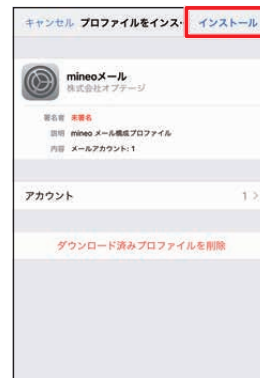 キャンセル プロファイルをインス… インストール
mineoメール
株式会社オプテージ
署名者 未署名
説明 mineo メール構成プロファイル
内容 メールアカウント: 1
アカウント 1 >
ダウンロード済みプロファイルを削除